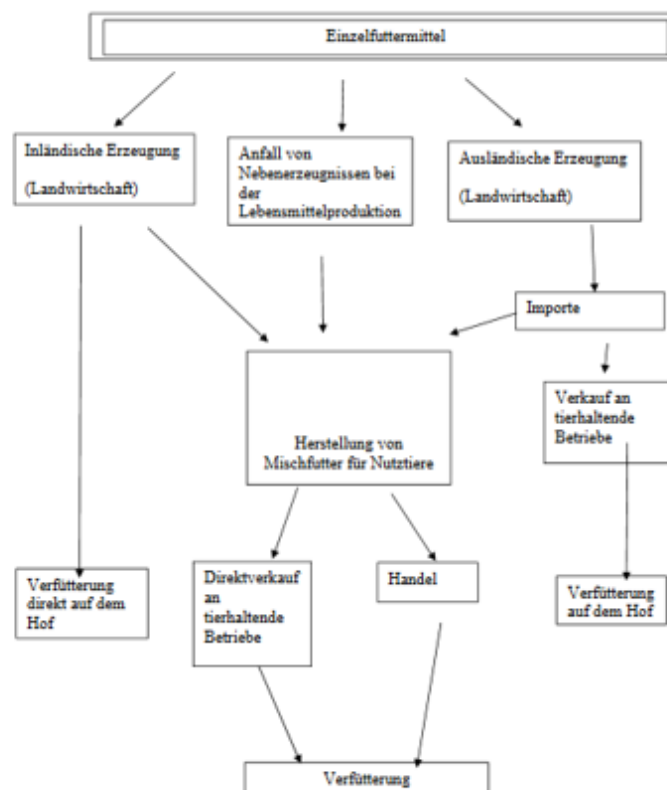 Einzelfuttermittel
Inländische Erzeugung
(Landwirtschaft)
Anfall von
Nebenerzeugnissen bei
der
Lebensmittelproduktion
Ausländische Erzeugung
(Landwirtschaft)
Importe
Herstellung von
Mischfutter für Nutztiere
Verkauf an
tierhaltende
Betriebe
Verfütterung
direkt auf dem
Hof
Direktverkauf
an
tierhaltende
Betriebe
Handel
Verfütterung
auf dem Hof
Verfütterung